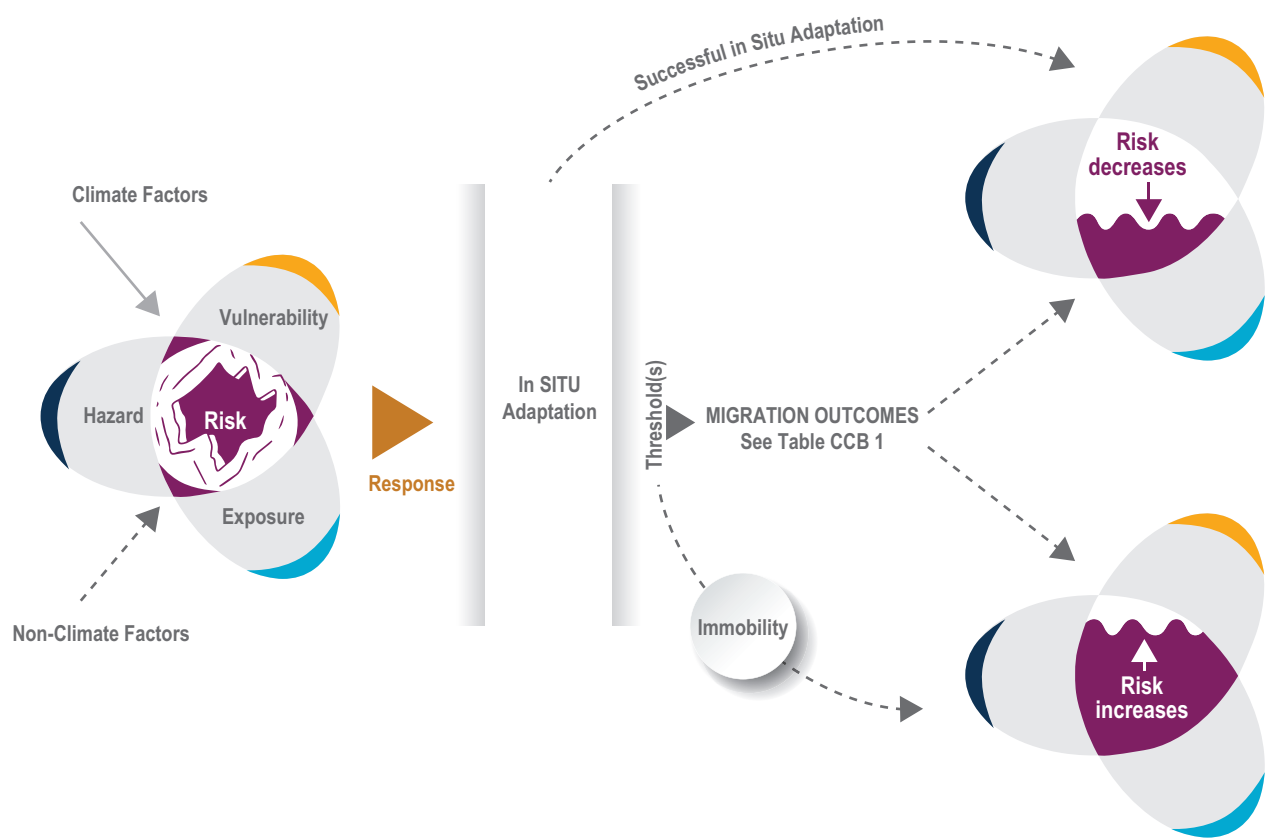 Successful in Situ Adaptation
Risk
decreases
Climate Factors
Vulnerability
Hazard
Risk
Exposure
Non-Climate Factors
Response
In SITU
Adaptation
Threshold(s)
MIGRATION OUTCOMES
See Table CCB 1
Immobility
Risk
increases